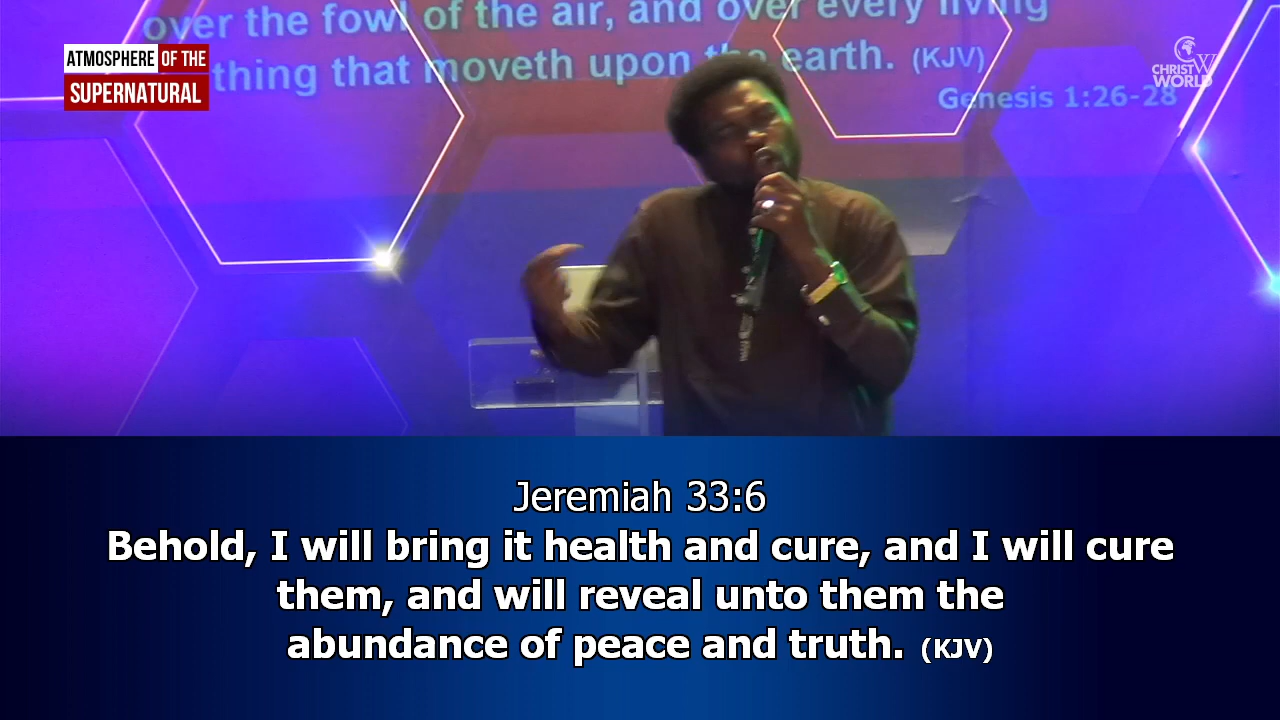 over the fowl of the air, and over every living
thing that moveth upon the earth. (KJV)
Genesis 1:26-28
ATMOSPHERE OF THE
SUPERNATURAL
CHRIST
WORLD
Jeremiah 33:6
Behold, I will bring it health and cure, and I will cure
them, and will reveal unto them the
abundance of peace and truth. (KJV)